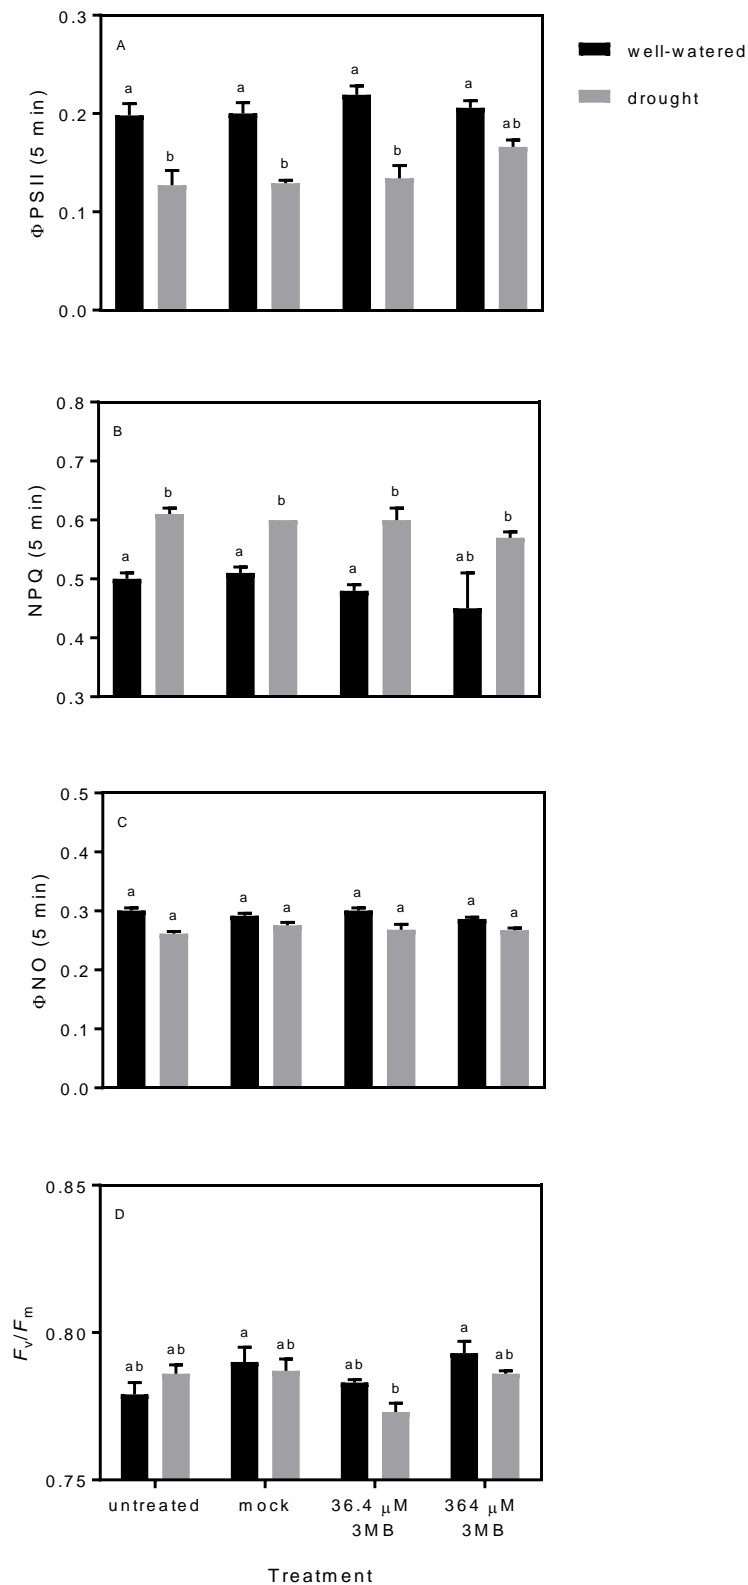 0.3
A
well-watered
drought
a
a
a
a
b
b
b
ab
0.2
0.1
0.0
ΦPSII (5 min)
0.8
B
0.7
0.6
0.5
0.4
0.3
NPQ (5 min)
b
b
b
b
a
a
a
ab
0.5
C
0.4
0.3
0.2
0.1
0.0
ΦNO (5 min)
a
a
a
a
a
a
a
a
0.85
D
0.80
0.75
Fv/Fm
ab
ab
a
ab
ab
b
a
ab
untreated
mock
36.4 μM
3MB
364 μM
3MB
Treatment